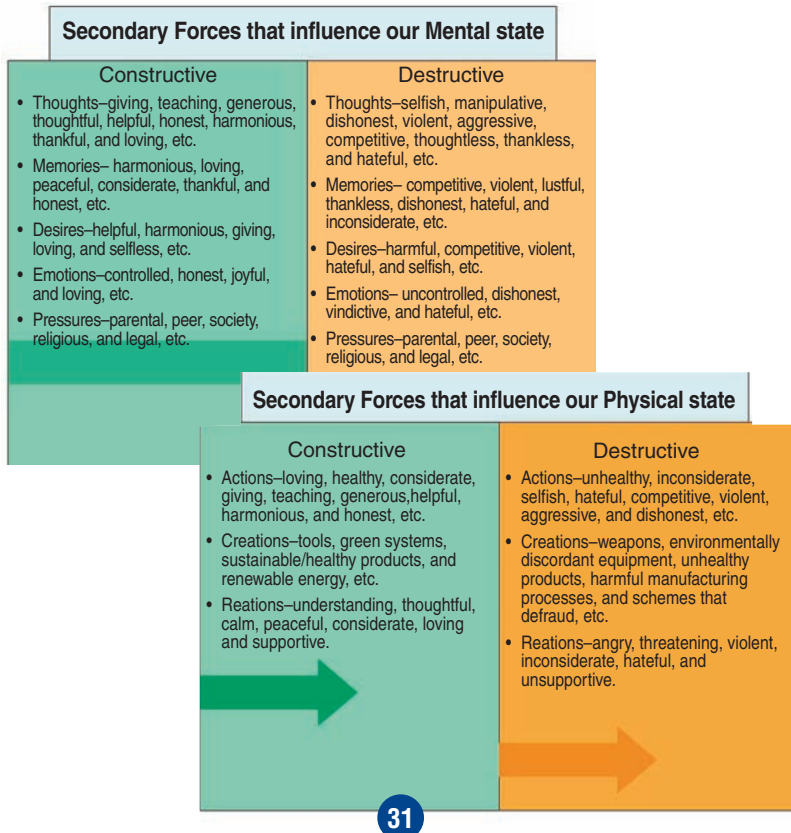 Secondary Forces that influence our Mental state
Constructive
• Thoughts–giving, teaching, generous,
thoughtful, helpful, honest, harmonious,
thankful, and loving, etc.
• Memories– harmonious, loving,
peaceful, considerate, thankful, and
honest, etc.
• Desires–helpful, harmonious, giving,
loving, and selfless, etc.
• Emotions–controlled, honest, joyful,
and loving, etc.
• Pressures–parental, peer, society,
religious, and legal, etc.
Destructive
• Thoughts–selfish, manipulative,
dishonest, violent, aggressive,
competitive, thoughtless, thankless,
and hateful, etc.
• Memories– competitive, violent, lustful,
thankless, dishonest, hateful, and
inconsiderate, etc.
• Desires–harmful, competitive, violent,
hateful, and selfish, etc.
• Emotions– uncontrolled, dishonest,
vindictive, and hateful, etc.
• Pressures–parental, peer, society,
religious, and legal, etc.
Secondary Forces that influence our Physical state
Constructive
• Actions–loving, healthy, considerate,
giving, teaching, generous,helpful,
harmonious, and honest, etc.
• Creations–tools, green systems,
sustainable/healthy products, and
renewable energy, etc.
• Reations–understanding, thoughtful,
calm, peaceful, considerate, loving
and supportive.
Destructive
• Actions–unhealthy, inconsiderate,
selfish, hateful, competitive, violent,
aggressive, and dishonest, etc.
• Creations–weapons, environmentally
discordant equipment, unhealthy
products, harmful manufacturing
processes, and schemes that
defraud, etc.
• Reations–angry, threatening, violent,
inconsiderate, hateful, and
unsupportive.
31